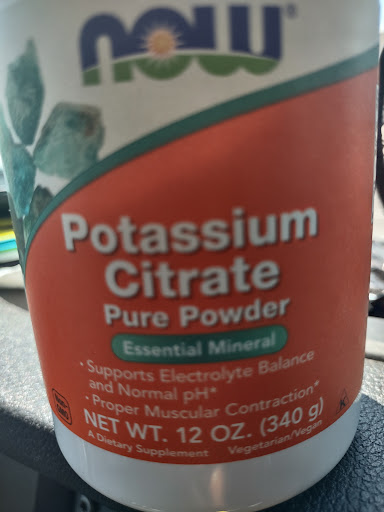 NOW
Potassium
Citrate
Pure Powder
Essential Mineral
• Supports Electrolyte Balance
and Normal pH*
• Proper Muscular Contraction*
NET WT. 12 OZ. (340 g)
A Dietary Supplement Vegetarian/Vegan